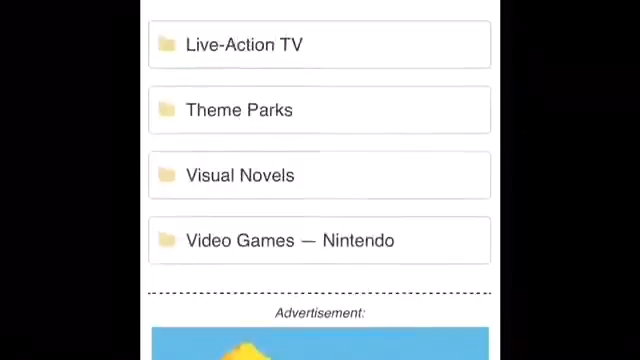 Live-Action TV
Theme Parks
Visual Novels
Video Games — Nintendo
Advertisement: